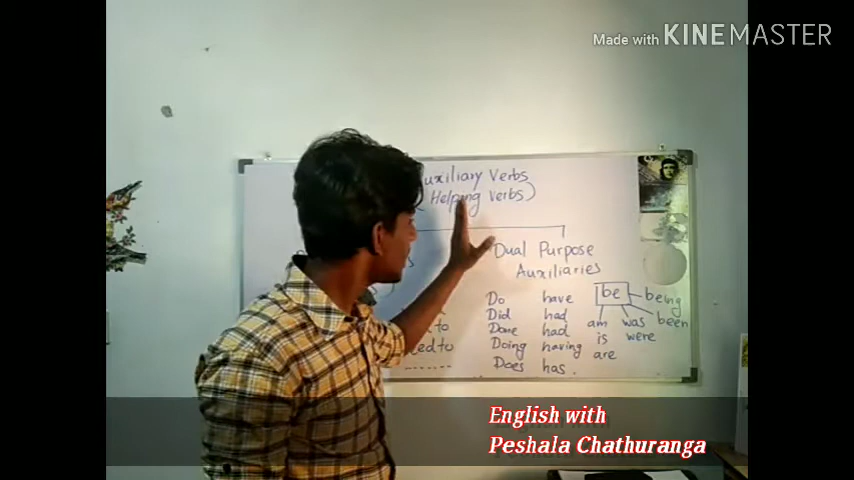 Made with KINEMASTER
uxiliary Verbs
Helping verbs)
Dual Purpose
Auxiliaries
Do have be being
Did had am was been
Done had is were
Doing having are
Does has.
to
ed to
English with
Peshala Chathuranga